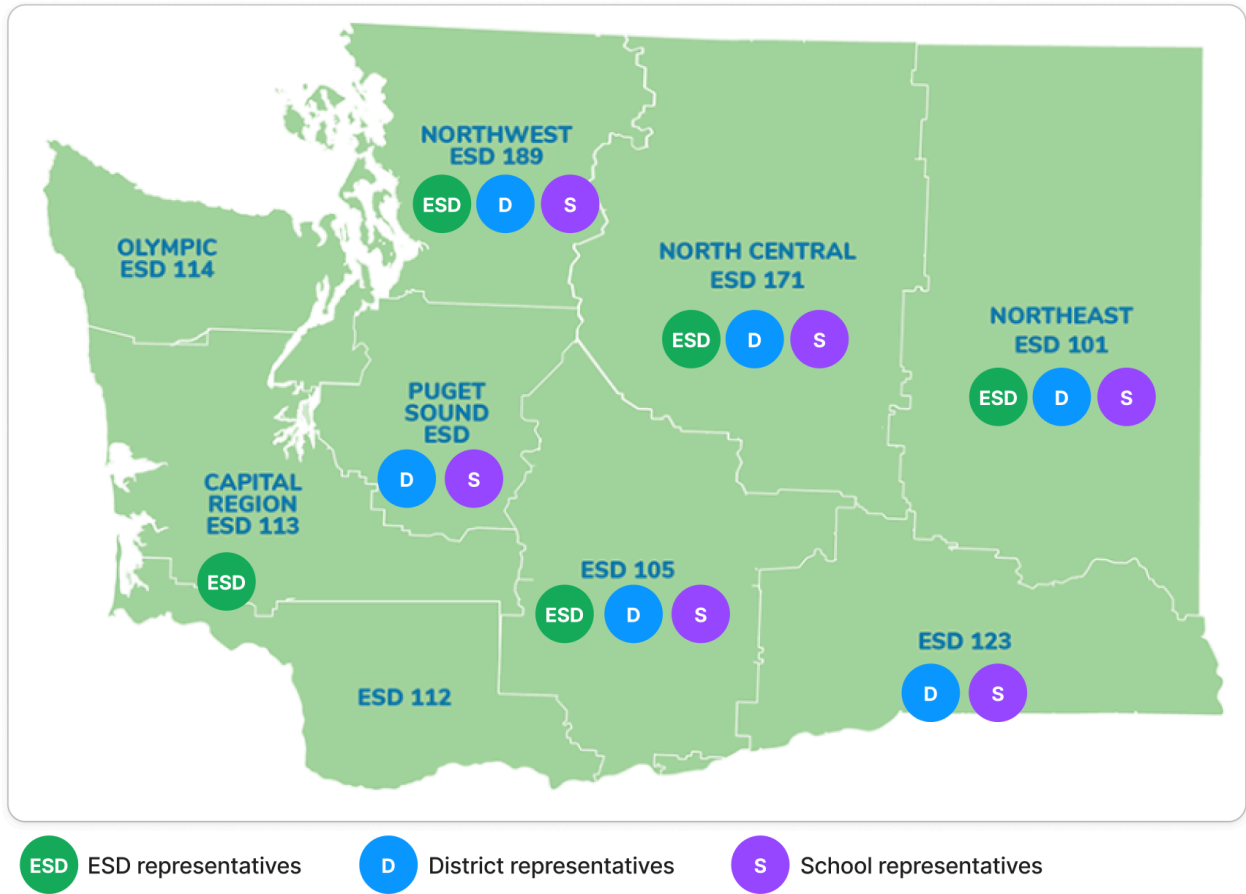 NORTHWEST
ESD 189
ESD D S
OLYMPIC
ESD 114
NORTH CENTRAL
ESD 171
ESD D S
NORTHEAST
ESD 101
ESD D S
PUGET
SOUND
ESD
D S
CAPITAL
REGION
ESD 113
ESD
ESD 105
ESD D S
ESD 123
D S
ESD 112
ESD ESD representatives
D District representatives
S School representatives